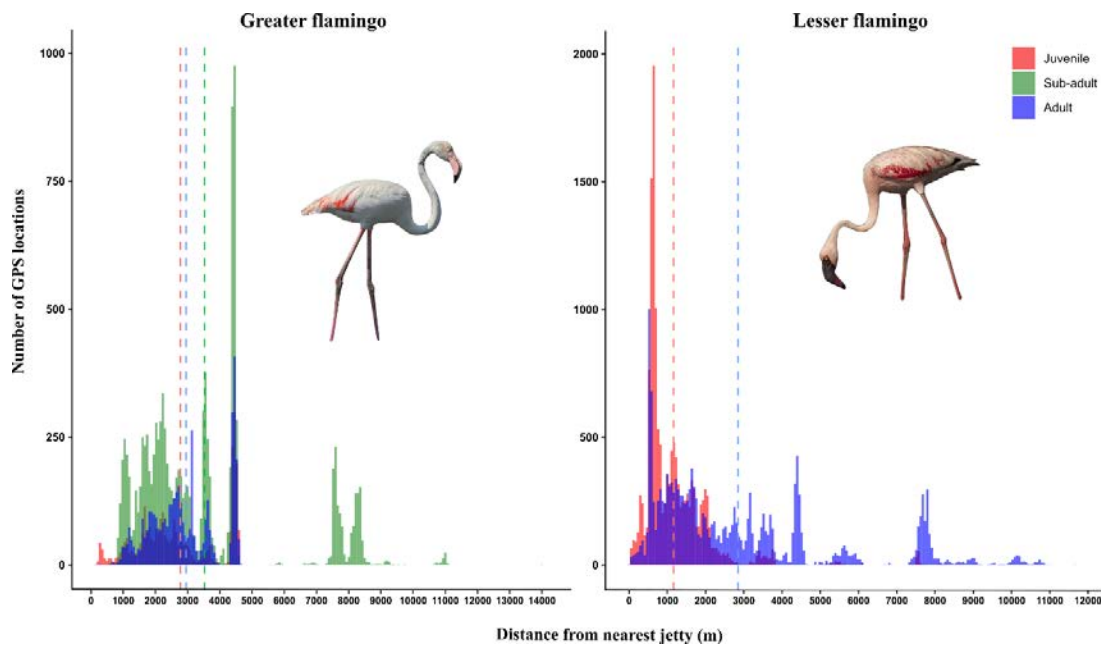 Greater flamingo
Lesser flamingo
Number of GPS locations
1000
750
500
250
0
0 1000 2000 3000 4000 5000 6000 7000 8000 9000 10000 11000 12000 13000 14000
2000
1500
1000
500
0
0 1000 2000 3000 4000 5000 6000 7000 8000 9000 10000 11000 12000
Juvenile
Sub-adult
Adult
Distance from nearest jetty (m)